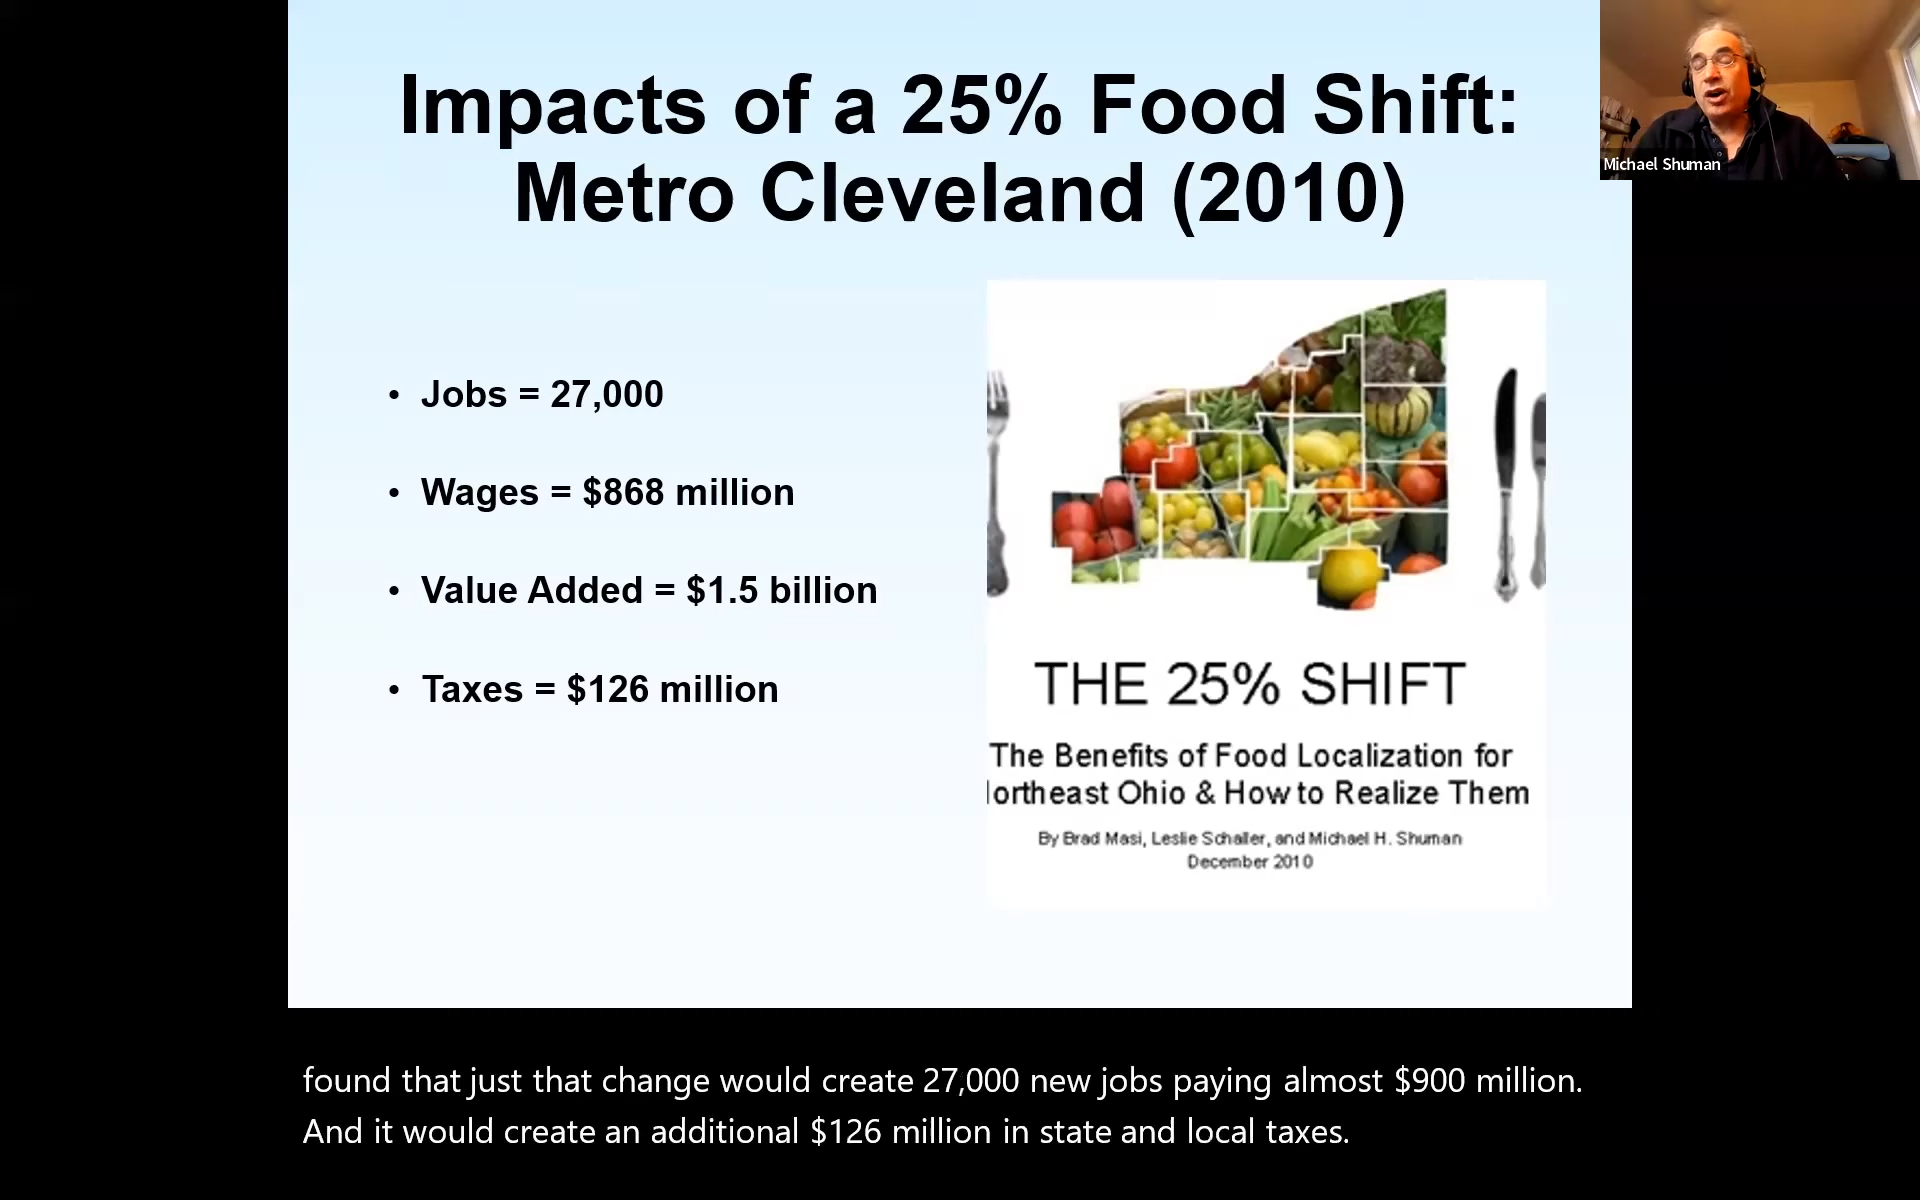 Impacts of a 25% Food Shift:
Metro Cleveland (2010)
Michael Shuman
• Jobs = 27,000
• Wages = $868 million
• Value Added = $1.5 billion
• Taxes = $126 million
THE 25% SHIFT
The Benefits of Food Localization for
ortheast Ohio & How to Realize Them
By Brad Masi, Leslie Schaller, and Michael H. Shuman
December 2010
found that just that change would create 27,000 new jobs paying almost $900 million.
And it would create an additional $126 million in state and local taxes.